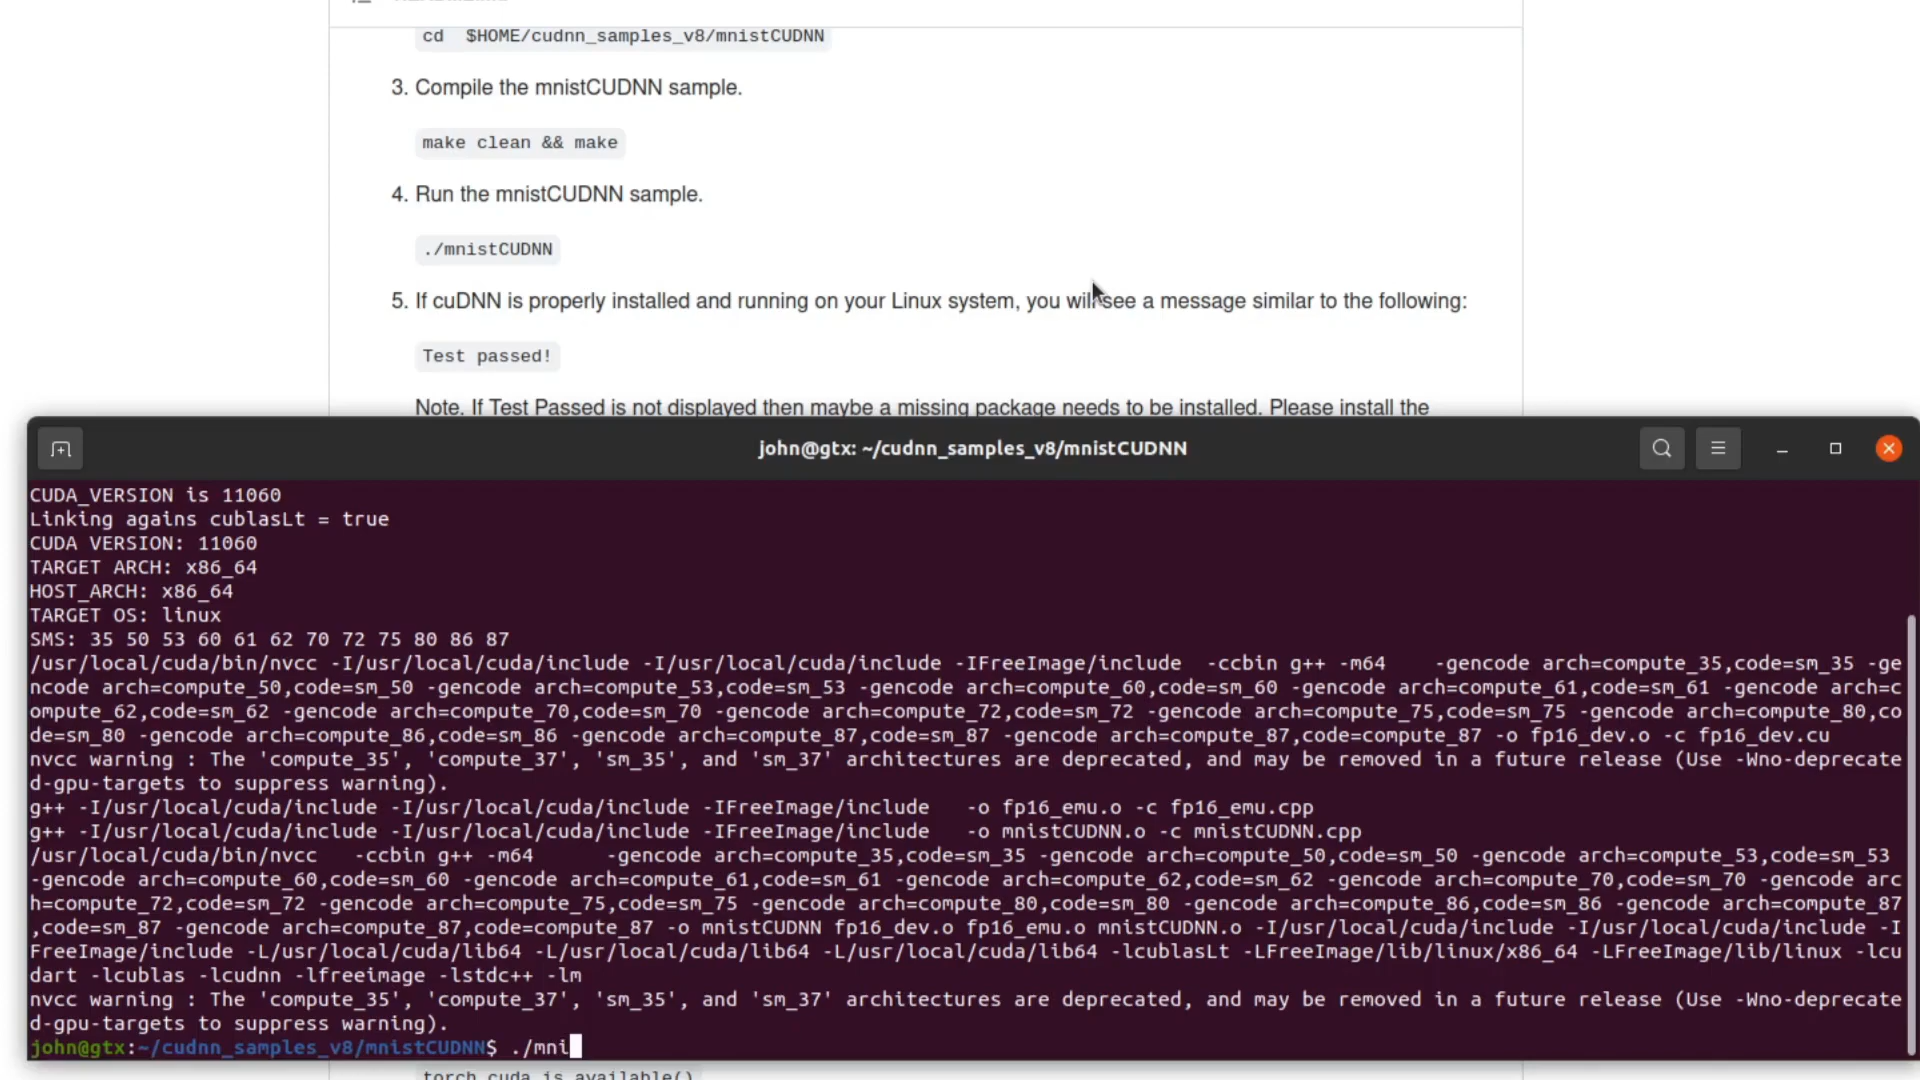 cd  $HOME/cudnn_samples_v8/mnistCUDNN
3. Compile the mnistCUDNN sample.
make clean && make
4. Run the mnistCUDNN sample.
./mnistCUDNN
5. If cuDNN is properly installed and running on your Linux system, you will see a message similar to the following:
Test passed!
Note. If Test Passed is not displayed then maybe a missing package needs to be installed. Please install the
john@gtx: ~/cudnn_samples_v8/mnistCUDNN
CUDA_VERSION is 11060
Linking agains cublasLt = true
CUDA VERSION: 11060
TARGET ARCH: x86_64
HOST_ARCH: x86_64
TARGET OS: linux
SMS: 35 50 53 60 61 62 70 72 75 80 86 87
/usr/local/cuda/bin/nvcc -I/usr/local/cuda/include -I/usr/local/cuda/include -IFreeImage/include  -ccbin g++ -m64    -gencode arch=compute_35,code=sm_35 -ge
ncode arch=compute_50,code=sm_50 -gencode arch=compute_53,code=sm_53 -gencode arch=compute_60,code=sm_60 -gencode arch=compute_61,code=sm_61 -gencode arch=c
ompute_62,code=sm_62 -gencode arch=compute_70,code=sm_70 -gencode arch=compute_72,code=sm_72 -gencode arch=compute_75,code=sm_75 -gencode arch=compute_80,co
de=sm_80 -gencode arch=compute_86,code=sm_86 -gencode arch=compute_87,code=sm_87 -gencode arch=compute_87,code=compute_87 -o fp16_dev.o -c fp16_dev.cu
nvcc warning : The 'compute_35', 'compute_37', 'sm_35', and 'sm_37' architectures are deprecated, and may be removed in a future release (Use -Wno-deprecate
d-gpu-targets to suppress warning).
g++ -I/usr/local/cuda/include -I/usr/local/cuda/include -IFreeImage/include   -o fp16_emu.o -c fp16_emu.cpp
g++ -I/usr/local/cuda/include -I/usr/local/cuda/include -IFreeImage/include   -o mnistCUDNN.o -c mnistCUDNN.cpp
/usr/local/cuda/bin/nvcc   -ccbin g++ -m64      -gencode arch=compute_35,code=sm_35 -gencode arch=compute_50,code=sm_50 -gencode arch=compute_53,code=sm_53
-gencode arch=compute_60,code=sm_60 -gencode arch=compute_61,code=sm_61 -gencode arch=compute_62,code=sm_62 -gencode arch=compute_70,code=sm_70 -gencode arc
h=compute_72,code=sm_72 -gencode arch=compute_75,code=sm_75 -gencode arch=compute_80,code=sm_80 -gencode arch=compute_86,code=sm_86 -gencode arch=compute_87
,code=sm_87 -gencode arch=compute_87,code=compute_87 -o mnistCUDNN fp16_dev.o fp16_emu.o mnistCUDNN.o -I/usr/local/cuda/include -I/usr/local/cuda/include -I
FreeImage/include -L/usr/local/cuda/lib64 -L/usr/local/cuda/lib64 -L/usr/local/cuda/lib64 -lcublasLt -LFreeImage/lib/linux/x86_64 -LFreeImage/lib/linux -lcu
dart -lcublas -lcudnn -lfreeimage -lstdc++ -lm
nvcc warning : The 'compute_35', 'compute_37', 'sm_35', and 'sm_37' architectures are deprecated, and may be removed in a future release (Use -Wno-deprecate
d-gpu-targets to suppress warning).
john@gtx:~/cudnn_samples_v8/mnistCUDNN$ ./mni
torch.cuda.is_available()